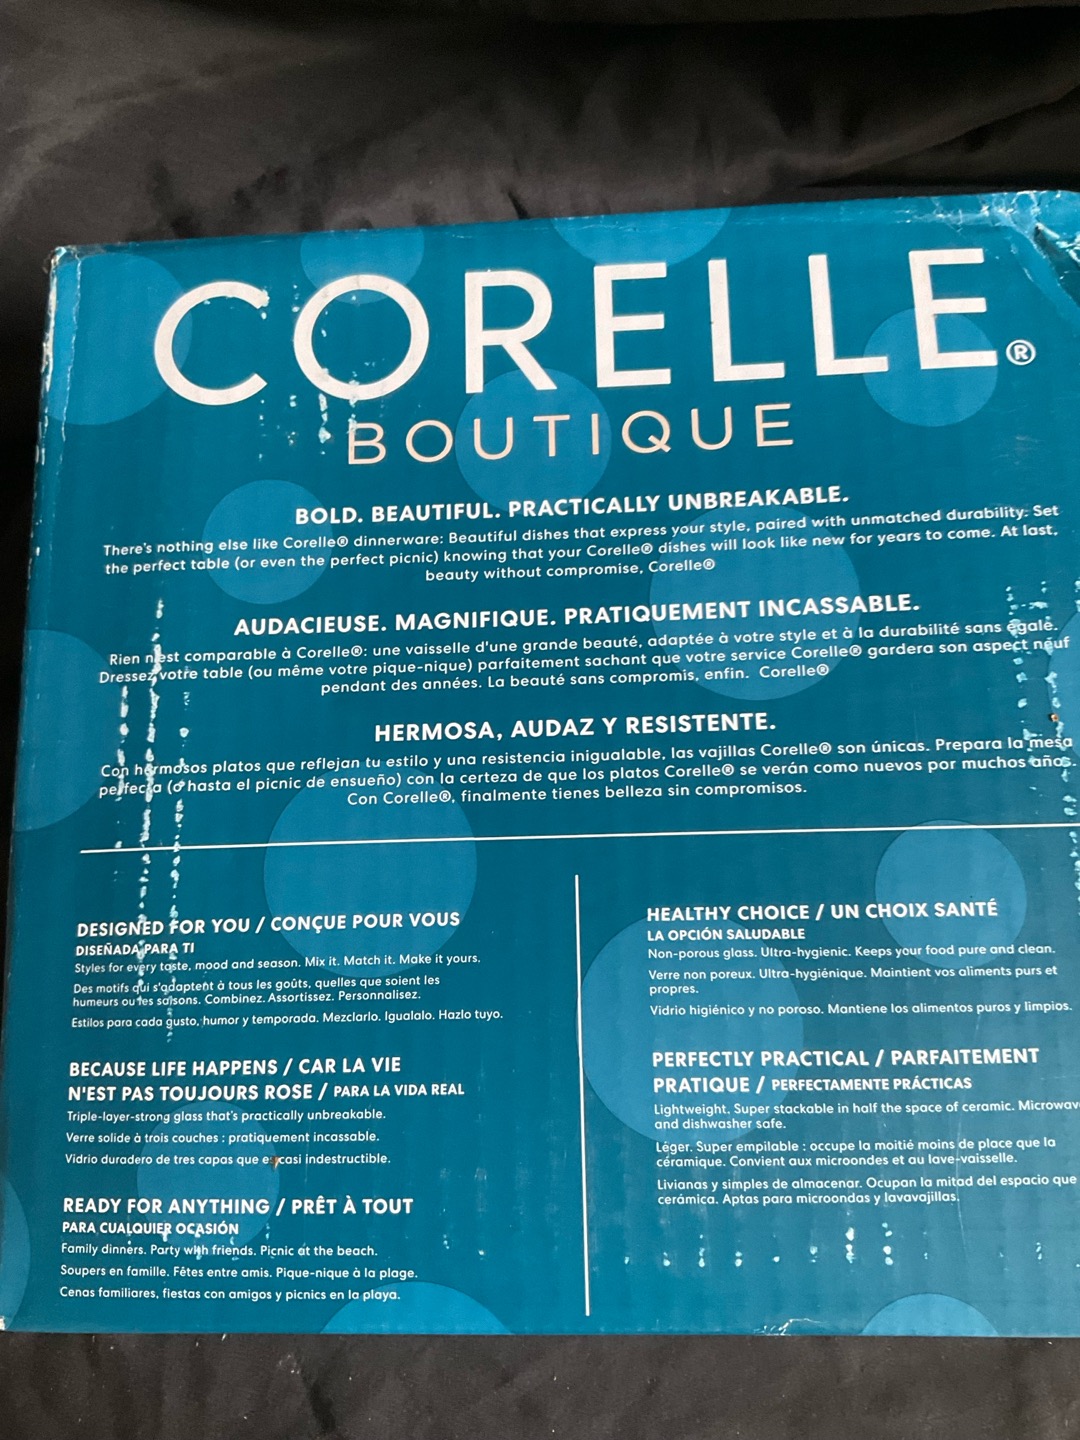 CORELLE®
BOUTIQUE
BOLD. BEAUTIFUL. PRACTICALLY UNBREAKABLE.
There's nothing else like Corelle® dinnerware: Beautiful dishes that express your style, paired with unmatched durability. Set
the perfect table (or even the perfect picnic) knowing that your Corelle® dishes will look like new for years to come. At last,
beauty without compromise, Corelle®
AUDACIEUSE. MAGNIFIQUE. PRATIQUEMENT INCASSABLE.
Rien n'est comparable à Corelle®: une vaisselle d'une grande beauté, adaptée à votre style et à la durabilité sans égale.
Dressez votre table (ou même votre pique-nique) parfaitement sachant que votre service Corelle® gardera son aspect neuf
pendant des années. La beauté sans compromis, enfin. Corelle®
HERMOSA, AUDAZ Y RESISTENTE.
Con hermosos platos que reflejan tu estilo y una resistencia inigualable, las vajillas Corelle® son únicas. Prepara la mesa
perfecta (o hasta el picnic de ensueño) con la certeza de que los platos Corelle® se verán como nuevos por muchos años.
Con Corelle®, finalmente tienes belleza sin compromisos.
DESIGNED FOR YOU / CONÇUE POUR VOUS
DISEÑADA PARA TI
Styles for every taste, mood and season. Mix it. Match it. Make it yours.
Des motifs qui s'adaptent à tous les goûts, quelles que soient les
humeurs ou les saisons. Combinez. Assortissez. Personnalisez.
Estilos para cada gusto, humor y temporada. Mezclarlo. Igualalo. Hazlo tuyo.
BECAUSE LIFE HAPPENS / CAR LA VIE
N'EST PAS TOUJOURS ROSE / PARA LA VIDA REAL
Triple-layer-strong glass that's practically unbreakable.
Verre solide à trois couches : pratiquement incassable.
Vidrio duradero de tres capas que es casi indestructible.
READY FOR ANYTHING / PRÊT À TOUT
PARA CUALQUIER OCASIÓN
Family dinners. Party with friends. Picnic at the beach.
Soupers en famille. Fêtes entre amis. Pique-nique à la plage.
Cenas familiares, fiestas con amigos y picnics en la playa.
HEALTHY CHOICE / UN CHOIX SANTÉ
LA OPCIÓN SALUDABLE
Non-porous glass. Ultra-hygienic. Keeps your food pure and clean.
Verre non poreux. Ultra-hygiénique. Maintient vos aliments purs et
propres.
Vidrio higiénico y no poroso. Mantiene los alimentos puros y limpios.
PERFECTLY PRACTICAL / PARFAITEMENT
PRATIQUE / PERFECTAMENTE PRÁCTICAS
Lightweight. Super stackable in half the space of ceramic. Microwav
and dishwasher safe.
Léger. Super empilable : occupe la moitié moins de place que la
céramique. Convient aux microondes et au lave-vaisselle.
Livianas y simples de almacenar. Ocupan la mitad del espacio que
cerámica. Aptas para microondas y lavavajillas.